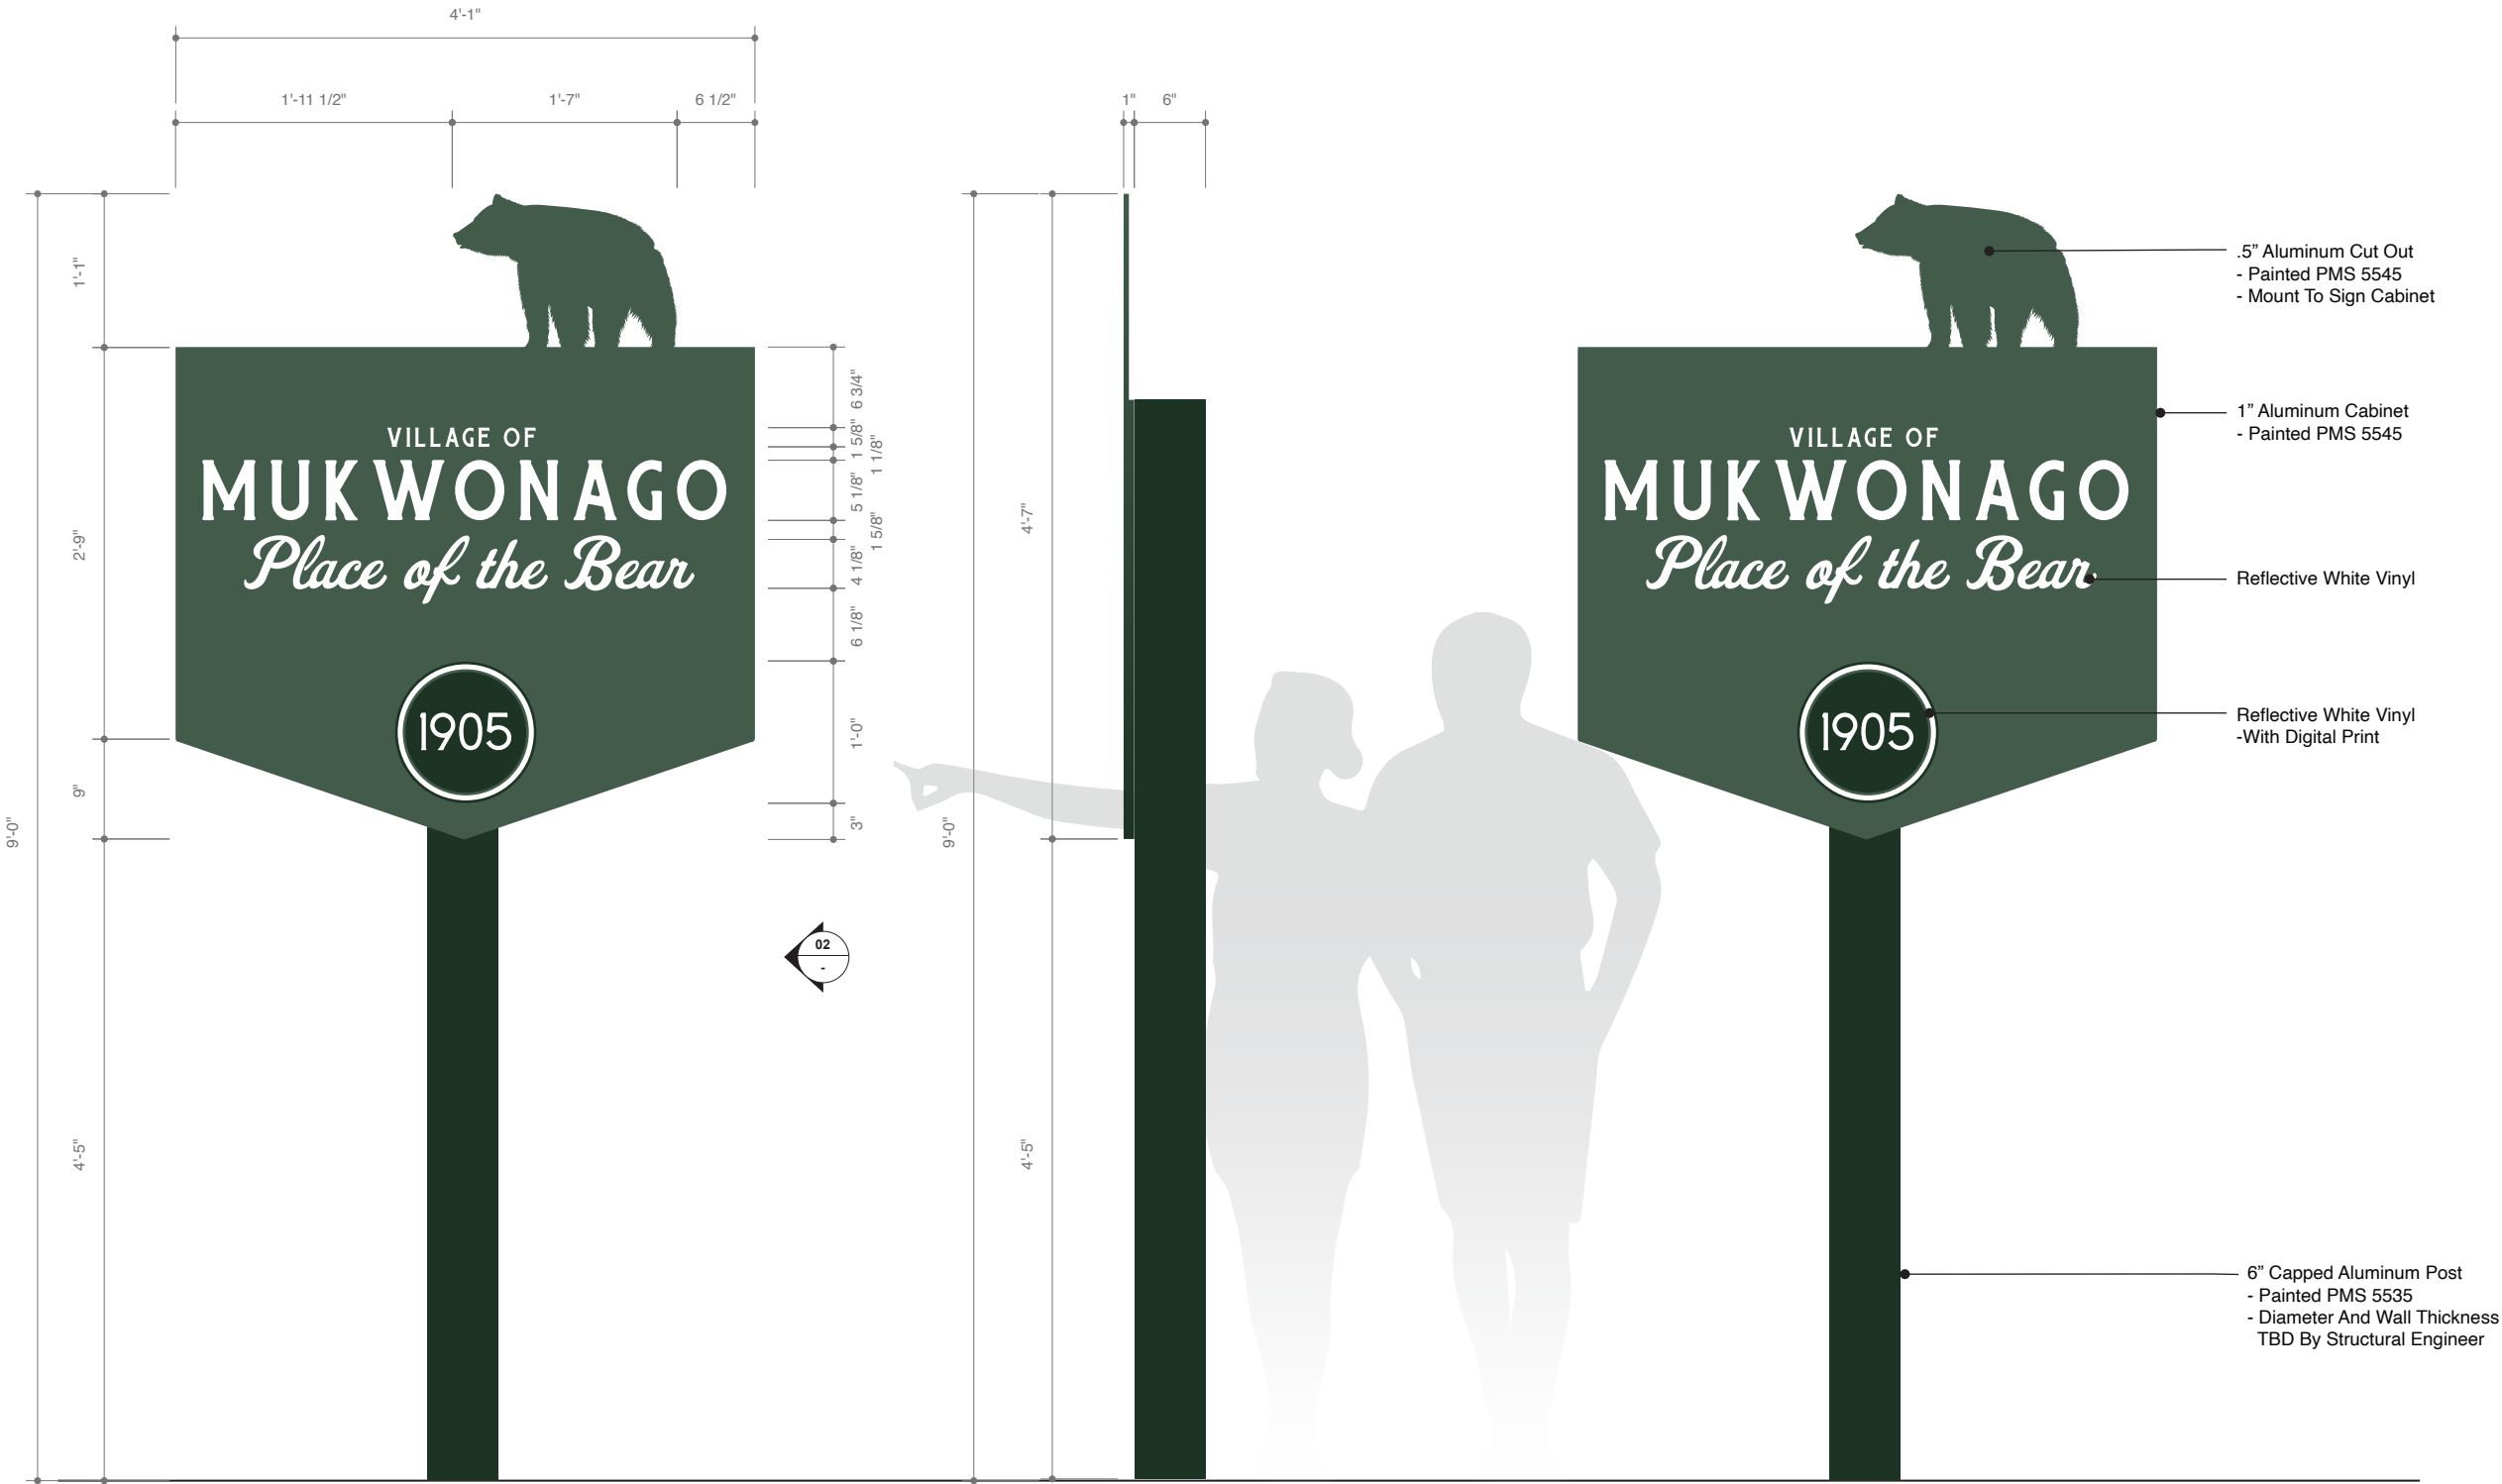 4'-1"
1'-11 1/2"
1'-7"
6 1/2"
1"
6"
9'-0"
1'-1"
2'-9"
9"
4'-5"
VILLAGE OF
MUKWONAGO
Place of the Bear
1905
6 3/4"
1 5/8"
1 1/8"
5 1/8"
1 5/8"
4 1/8"
6 1/8"
1'-0"
3"
02
-
9'-0"
4'-7"
4'-5"
VILLAGE OF
MUKWONAGO
Place of the Bear
1905
.5” Aluminum Cut Out
- Painted PMS 5545
- Mount To Sign Cabinet
1” Aluminum Cabinet
- Painted PMS 5545
Reflective White Vinyl
Reflective White Vinyl
-With Digital Print
6” Capped Aluminum Post
- Painted PMS 5535
- Diameter And Wall Thickness
TBD By Structural Engineer